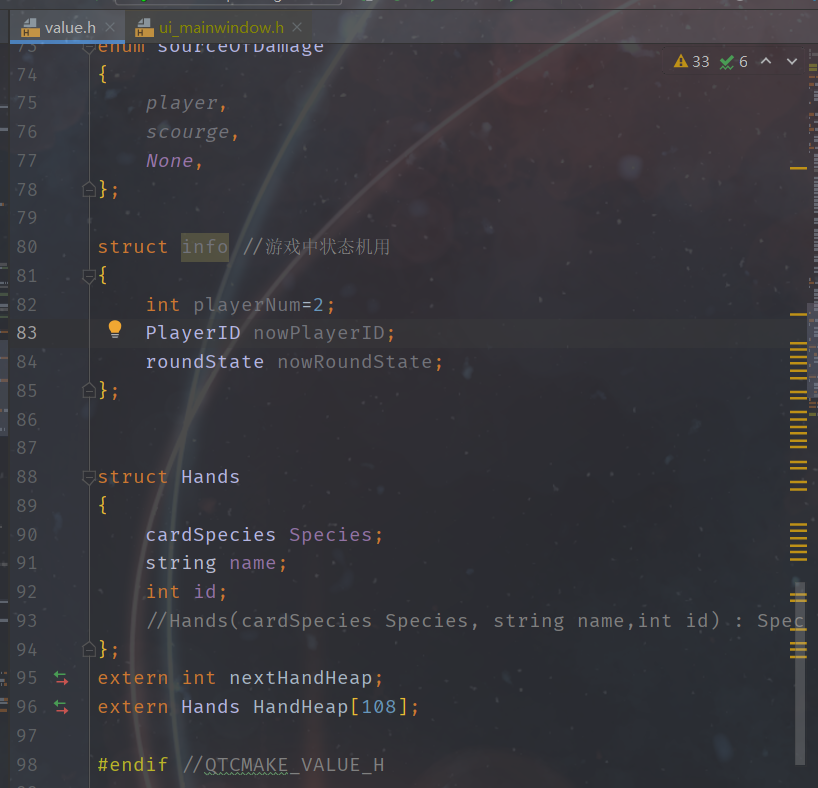 value.h
ui_mainwindow.h
33 6
73 enum sourceOfDamage
74 {
75 player,
76 scourge,
77 None,
78 };
79
80 struct info //游戏中状态机用
81 {
82 int playerNum=2;
83 PlayerID nowPlayerID;
84 roundState nowRoundState;
85 };
86
87
88 struct Hands
89 {
90 cardSpecies Species;
91 string name;
92 int id;
93 //Hands(cardSpecies Species, string name,int id) : Spec
94 };
95 extern int nextHandHeap;
96 extern Hands HandHeap[108];
97
98 #endif //QTCMAKE_VALUE_H